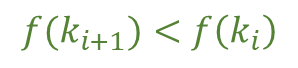 f(k_{i+1}) < f(k_i)